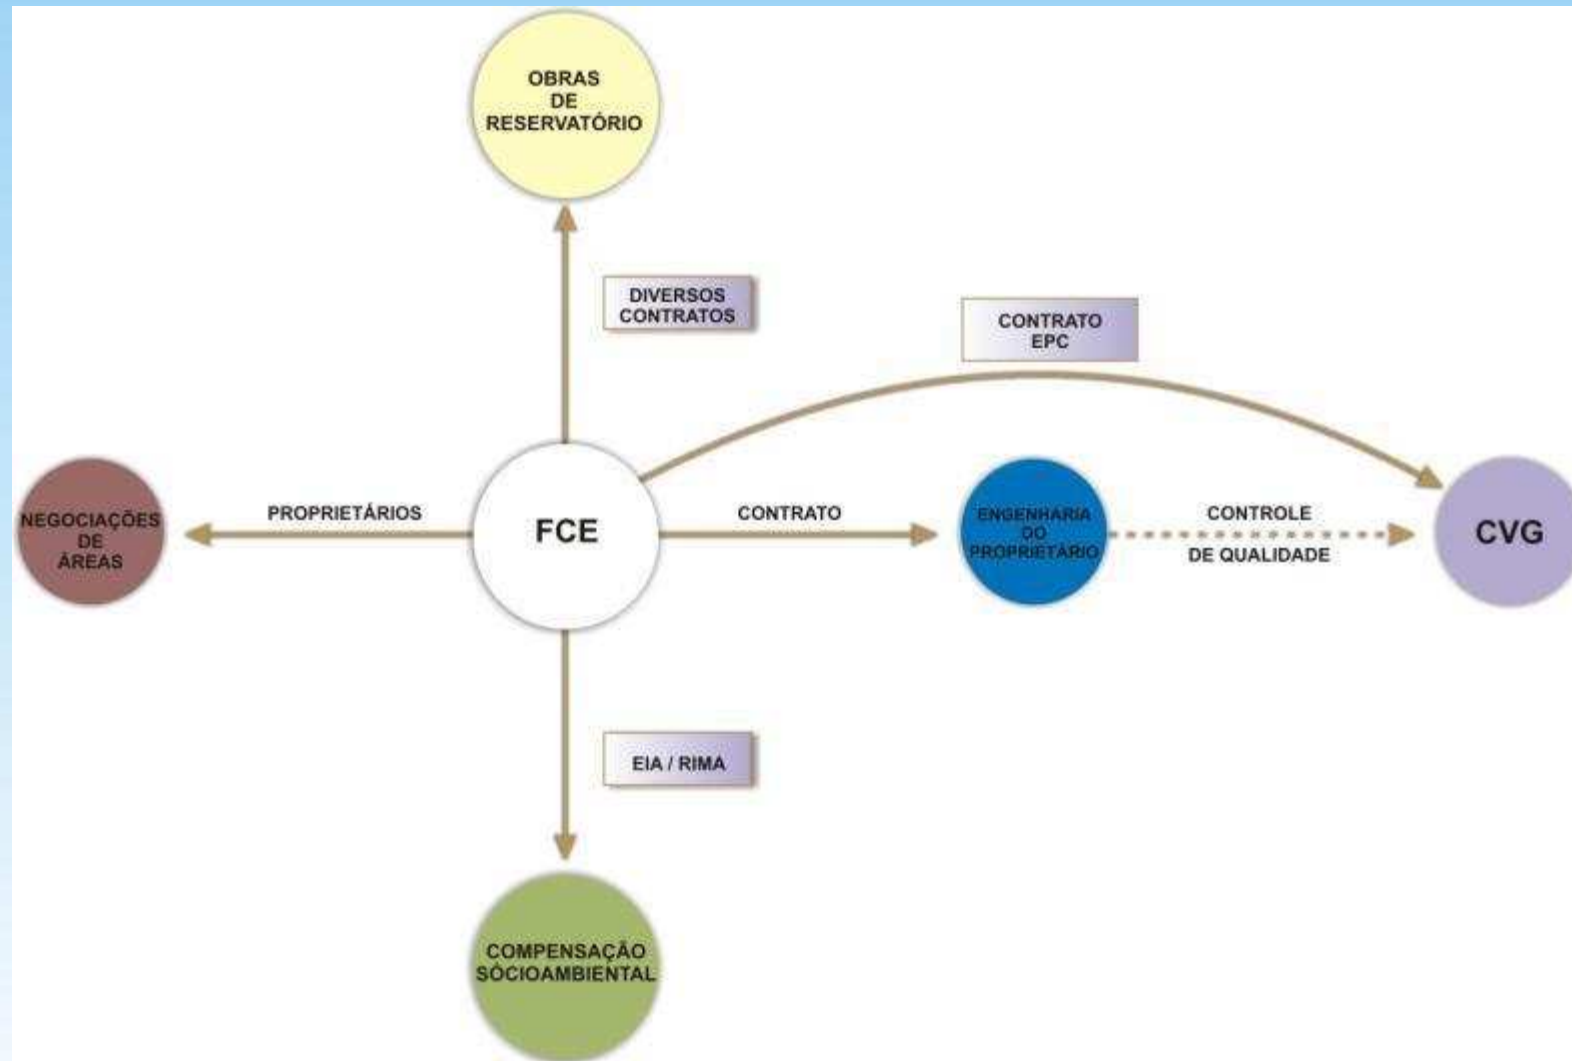 OBRAS
DE
RESERVATÓRIO
DIVERSOS
CONTRATOS
CONTRATO
EPC
NEGOCIAÇÕES
DE
ÁREAS
PROPRIETÁRIOS
FCE
CONTRATO
ENGENHARIA
DO
PROPRIETÁRIO
CONTROLE
DE QUALIDADE
CVG
EIA / RIMA
COMPENSAÇÃO
SÓCIOAMBIENTAL